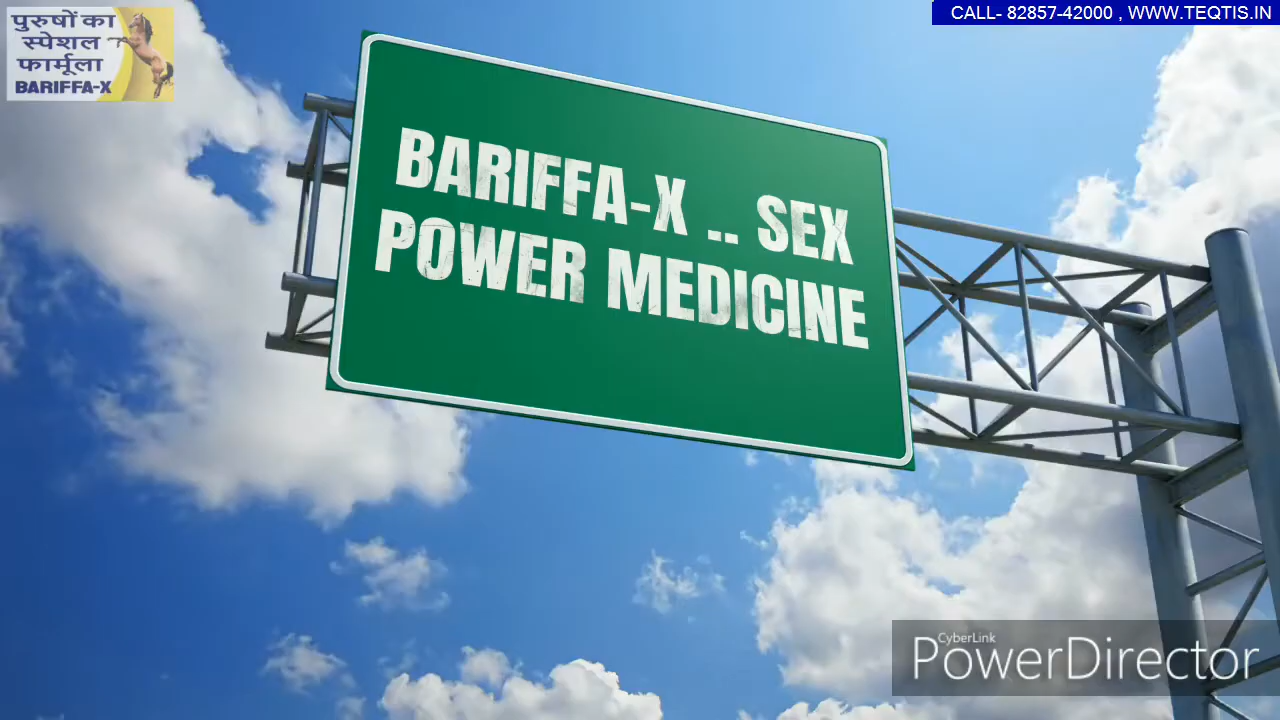 पुरुषों का
स्पेशल
फार्मूला
BARIFFA-X
CALL- 82857-42000 , WWW.TEQTIS.IN
BARIFFA-X .. SEX
POWER MEDICINE
CyberLink
PowerDirector